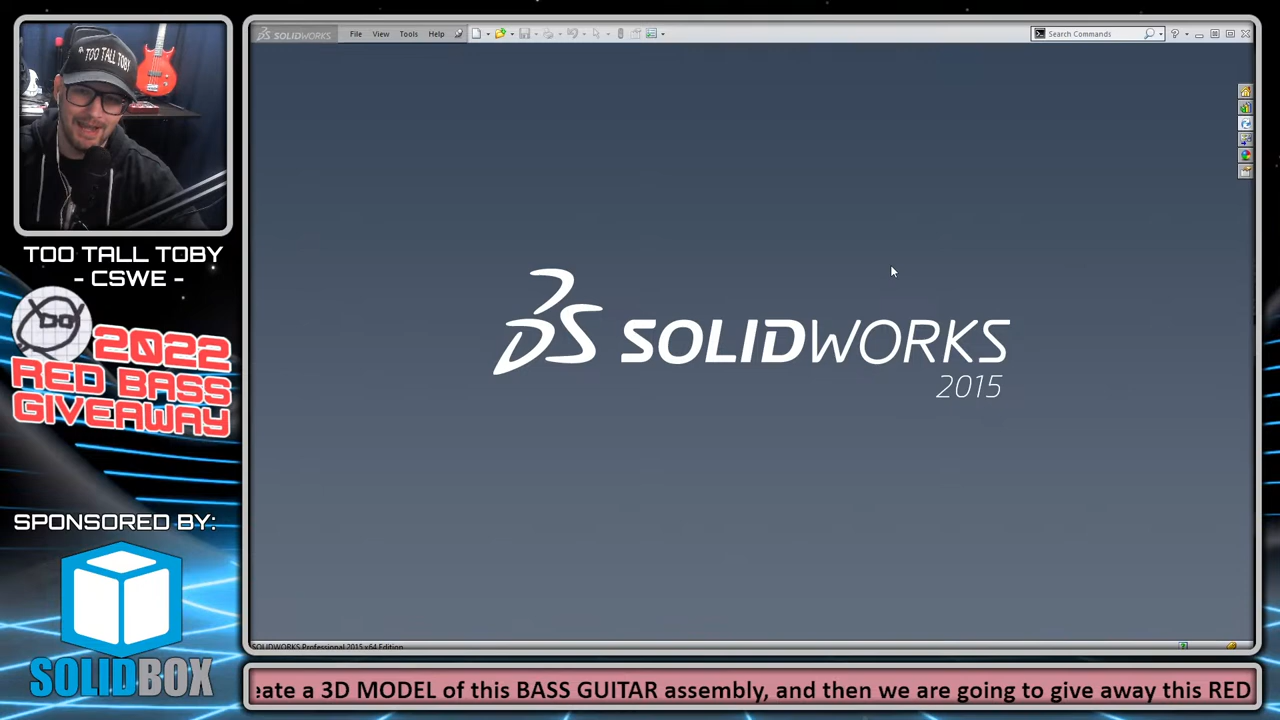 "TOO TALL TOBY
TOO TALL TOBY
- CSWE -
XDQ
2022
RED BASS
GIVEAWAY
SPONSORED BY:
SOLIDBOX
SOLIDWORKS
File
View
Tools
Help
Search Commands
SOLIDWORKS
2015
SOLIDWORKS Professional 2015 x64 Edition
eate a 3D MODEL of this BASS GUITAR assembly, and then we are going to give away this RED